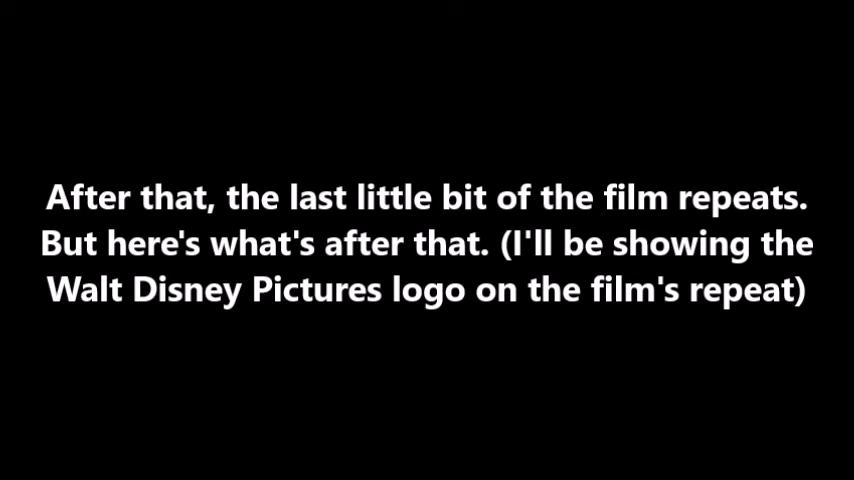 After that, the last little bit of the film repeats.
But here's what's after that. (I'll be showing the
Walt Disney Pictures logo on the film's repeat)